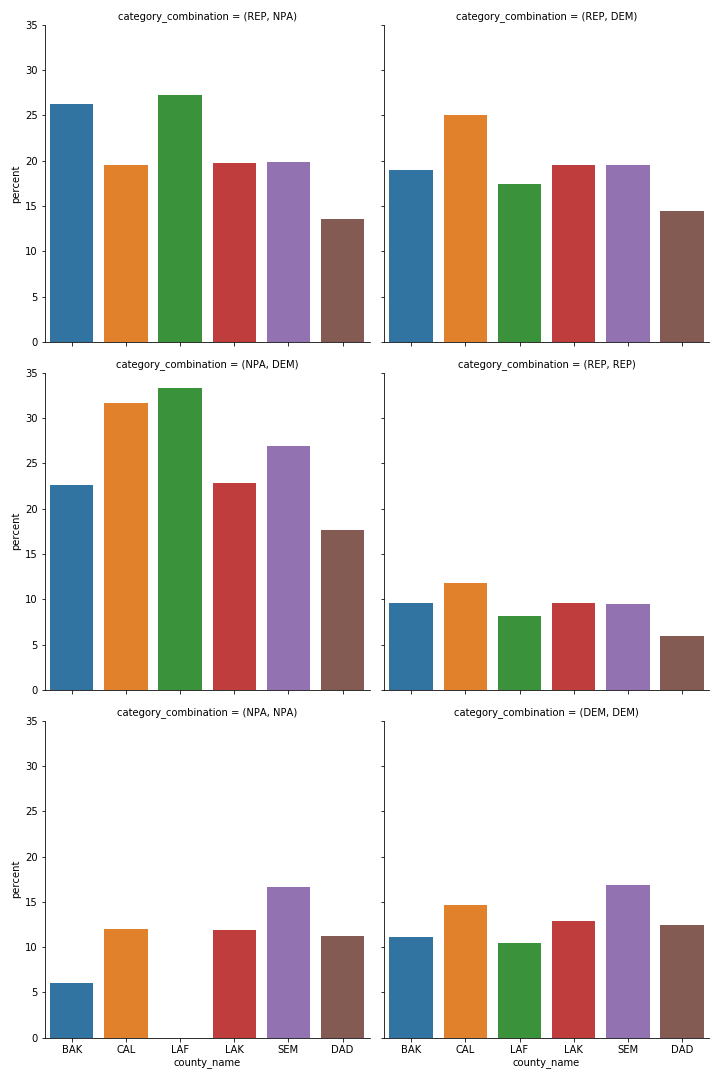 category_combination = (REP, NPA)
category_combination = (REP, DEM)
35
30
25
20
15
10
5
0
percent
category_combination = (NPA, DEM)
category_combination = (REP, REP)
35
30
25
20
15
10
5
0
percent
category_combination = (NPA, NPA)
category_combination = (DEM, DEM)
35
30
25
20
15
10
5
0
percent
BAK CAL LAF LAK SEM DAD
county_name
BAK CAL LAF LAK SEM DAD
county_name